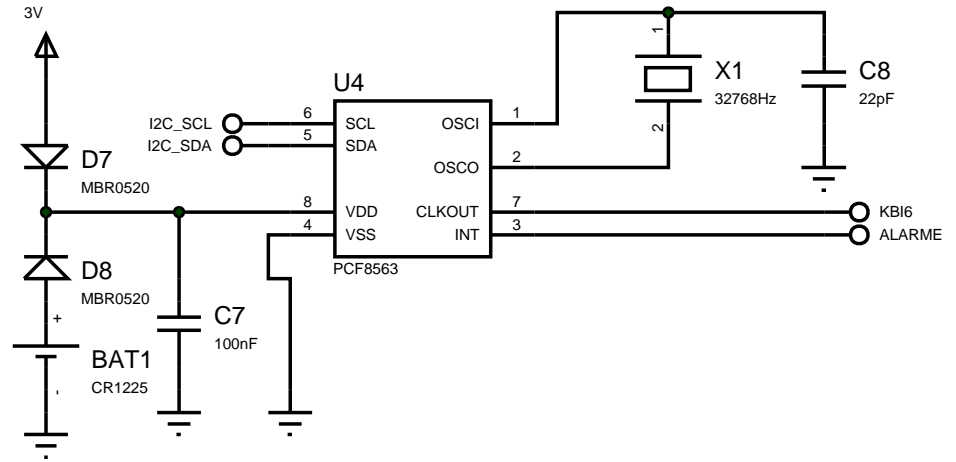 3V
U4
X1
32768Hz
C8
22pF
1
2
I2C_SCL
6
SCL
OSCI
1
I2C_SDA
5
SDA
OSCO
2
D7
MBR0520
8
VDD
CLKOUT
7
KBI6
4
VSS
INT
3
ALARME
PCF8563
D8
MBR0520
+
C7
100nF
BAT1
CR1225
-